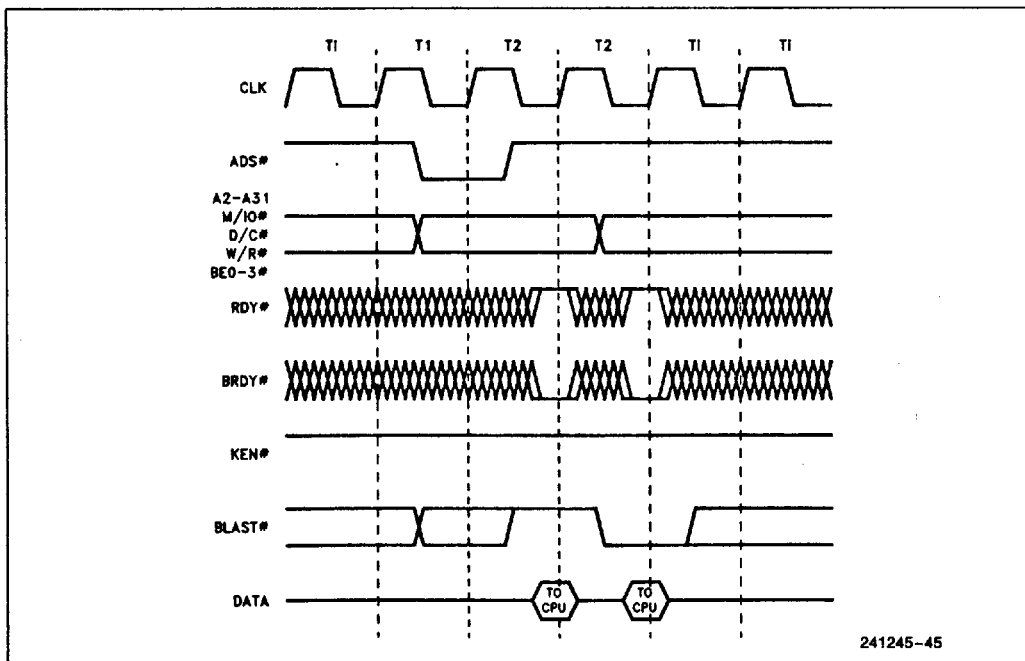 Ti T1 T2 T2 Ti Ti
CLK
ADS#
A2-A31
M/IO#
D/C#
W/R#
BE0-3#
RDY#
BRDY#
KEN#
BLAST#
DATA
TO CPU
TO CPU
241245-45